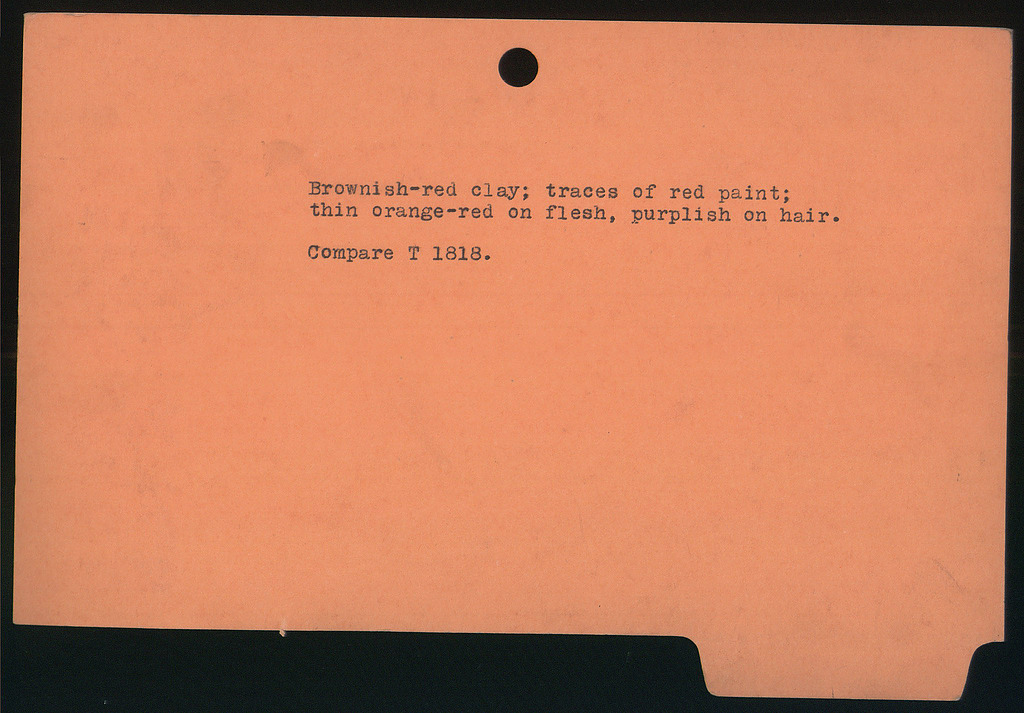 Brownish-red clay; traces of red paint;
thin orange-red on flesh, purplish on hair.
Compare T 1818.